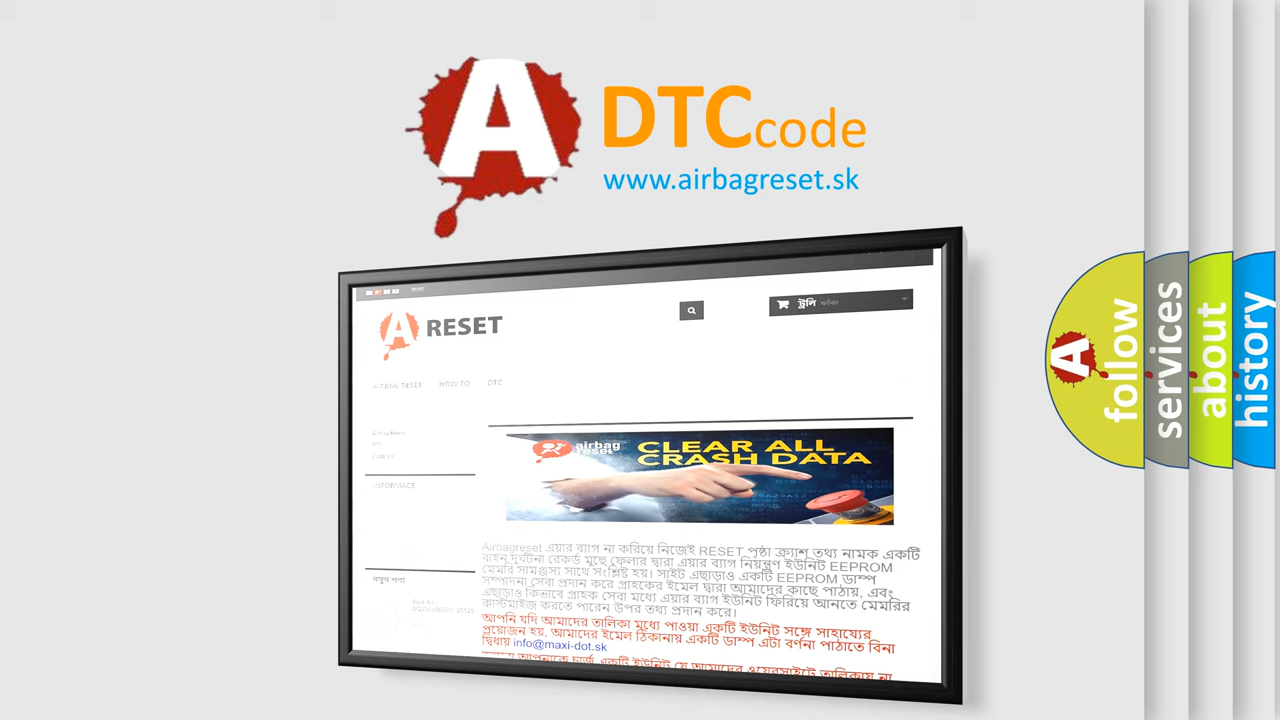 A
DTCcode
www.airbagreset.sk
বাংলা
A RESET
ট্রলি ফাঁকা
AIRBAG RESET HOW TO DTC
DTC
INFORMACE
airbag
reset
CLEAR ALL
CRASH DATA
Airbagreset এয়ার ব্যাগ না করিয়ে নিজেই RESET পৃষ্ঠা ক্র্যাশ তথ্য নামক একটি
বাহন দুর্ঘটনা রেকর্ড মুছে ফেলার দ্বারা এয়ার ব্যাগ নিয়ন্ত্রণ ইউনিট EEPROM
মেমরি সামঞ্জস্য সাথে সংশ্লিষ্ট হয়। সাইট এছাড়াও একটি EEPROM ডাম্প
সম্পাদনা সেবা প্রদান করে গ্রাহকের ইমেল দ্বারা আমাদের কাছে পাঠায়, এবং
এছাড়াও কিভাবে গ্রাহক সেবা মধ্যে এয়ার ব্যাগ ইউনিট ফিরিয়ে আনতে মেমরির
কাস্টমাইজ করতে পারেন উপর তথ্য প্রদান করে।
আপনি যদি আমাদের তালিকা মধ্যে পাওয়া একটি ইউনিট সঙ্গে সাহায্যের
প্রয়োজন হয়, আমাদের ইমেল ঠিকানায় একটি ডাম্প এটা বর্ণনা পাঠাতে বিনা
দ্বিধায় info@maxi-dot.sk
নতুন পণ্য
A
follow
services
about
history